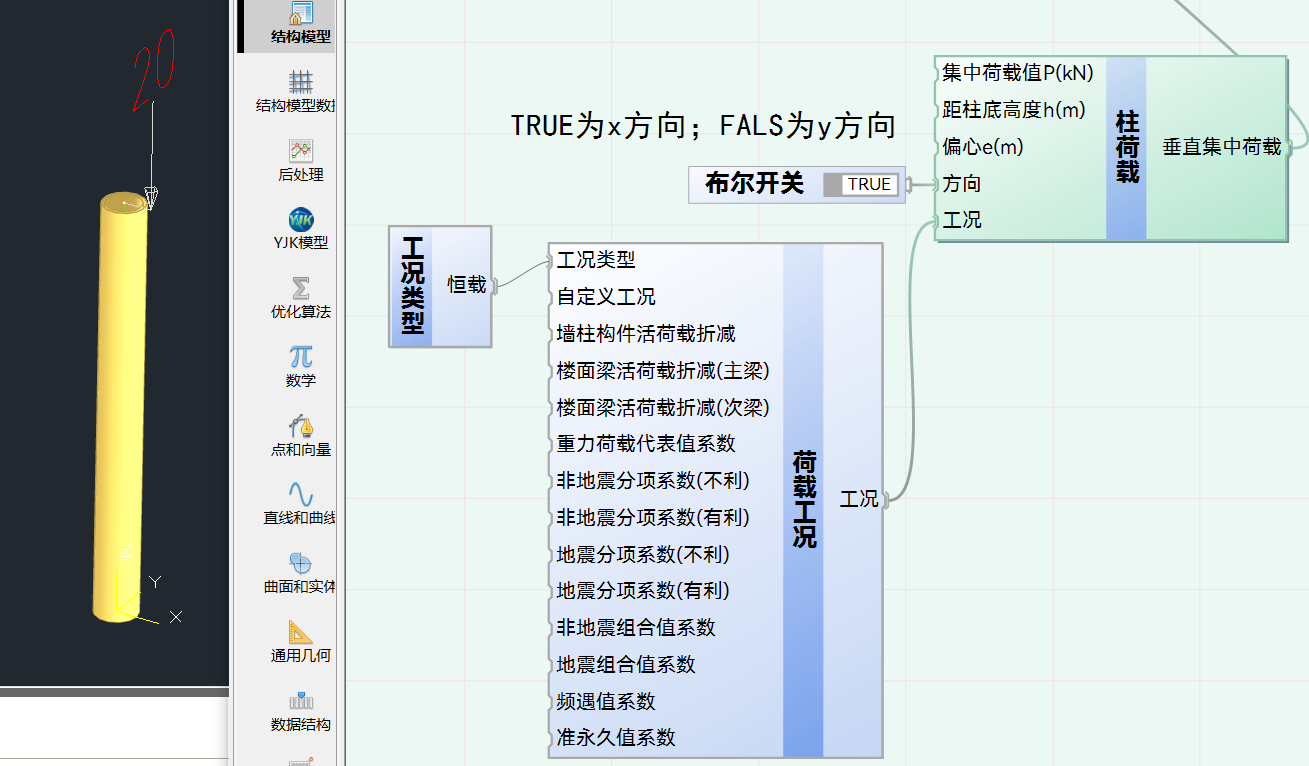 20
Z
Y
X
结构模型
结构模型数
后处理
YJK
YJK模型
Σ
优化算法
π
数学
点和向量
直线和曲线
曲面和实体
通用几何
数据结构
TRUE为x方向；FALS为y方向
布尔开关 TRUE
工况类型
恒载
工况类型
自定义工况
墙柱构件活荷载折减
楼面梁活荷载折减(主梁)
楼面梁活荷载折减(次梁)
重力荷载代表值系数
非地震分项系数(不利)
非地震分项系数(有利)
地震分项系数(不利)
地震分项系数(有利)
非地震组合值系数
地震组合值系数
频遇值系数
准永久值系数
荷载工况
工况
集中荷载值P(kN)
距柱底高度h(m)
偏心e(m)
方向
工况
柱荷载
垂直集中荷载